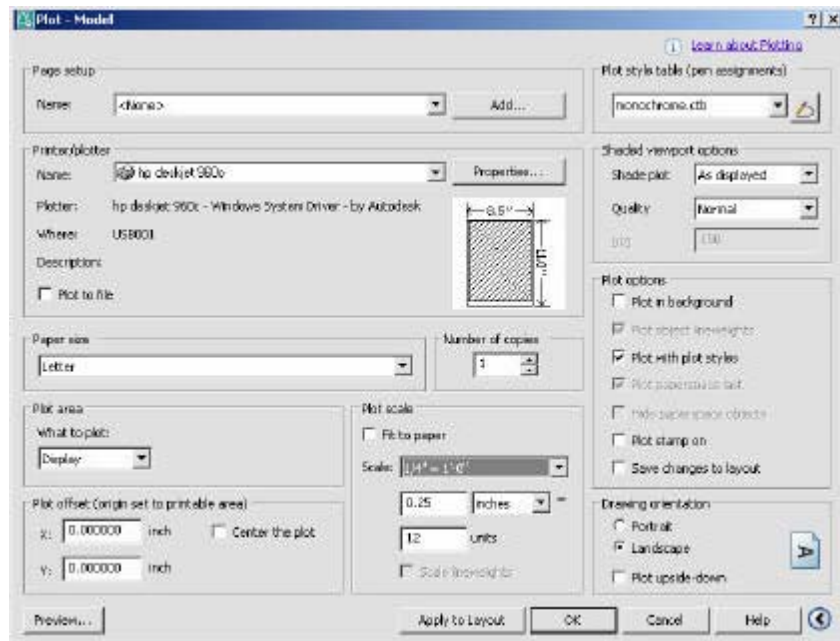 Plot - Model
Learn about Plotting
Page setup
Name:
<None>
Add...
Plot style table (pen assignments)
monochrome.ctb
Printer/plotter
Name:
hp deskjet 960c
Properties...
Plotter:
hp deskjet 960c - Windows System Driver - by Autodesk
Where:
USB001
Description:
Plot to file
8.5"
11.0"
Shaded viewport options
Shade plot:
As displayed
Quality
Normal
DPI
Paper size
Letter
Number of copies
1
Plot options
Plot in background
Plot object lineweights
Plot with plot styles
Plot paperspace last
Hide paperspace objects
Plot stamp on
Save changes to layout
Plot area
What to plot:
Display
Plot scale
Fit to paper
Scale:
1/4" = 1'-0"
0.25
inches
=
12
units
Scale lineweights
Plot offset (origin set to printable area)
X:
0.000000
inch
Center the plot
Y:
0.000000
inch
Drawing orientation
Portrait
Landscape
Plot upside-down
A
Preview...
Apply to Layout
OK
Cancel
Help